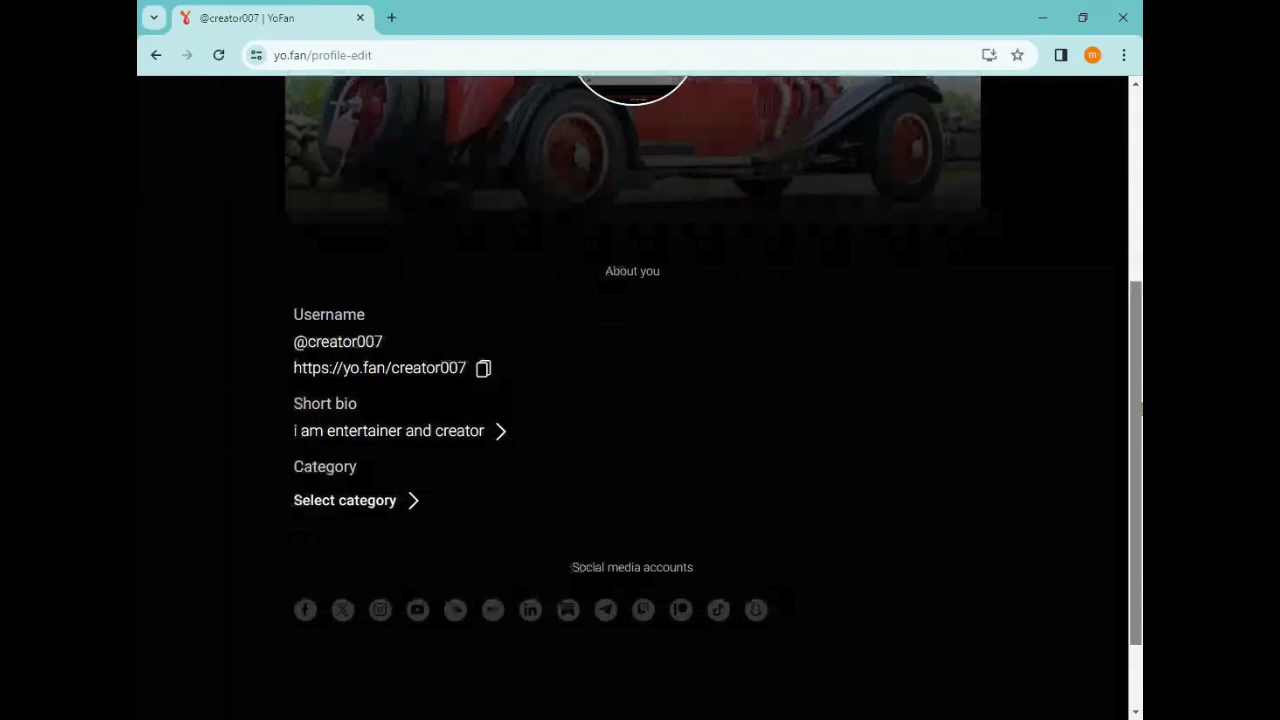 @creator007 | YoFan
yo.fan/profile-edit
m
About you
Username
@creator007
https://yo.fan/creator007
Short bio
i am entertainer and creator
Category
Select category
Social media accounts